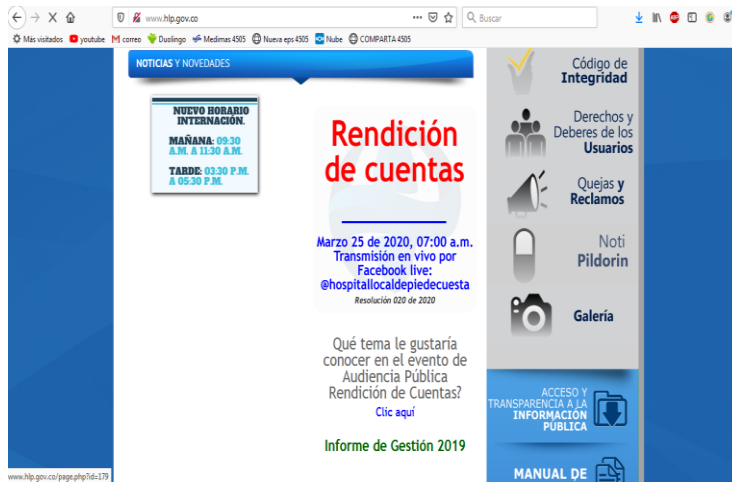 www.hlp.gov.co
Buscar
Más visitados youtube correo Duolingo Medimas 4505 Nueva eps 4505 Nube COMPARTA 4505
NOTICIAS Y NOVEDADES
NUEVO HORARIO
INTERNACIÓN.
MAÑANA: 09:30
A.M. A 11:30 A.M.
TARDE: 03:30 P.M.
A 05:30 P.M.
Rendición
de cuentas
Marzo 25 de 2020, 07:00 a.m.
Transmisión en vivo por
Facebook live:
@hospitallocaldepiedecuesta
Resolución 020 de 2020
Qué tema le gustaría
conocer en el evento de
Audiencia Pública
Rendición de Cuentas?
Clic aquí
Informe de Gestión 2019
Código de
Integridad
Derechos y
Deberes de los
Usuarios
Quejas y
Reclamos
Noti
Pildorin
Galería
ACCESO Y
TRANSPARENCIA A LA
INFORMACIÓN
PÚBLICA
MANUAL DE
www.hlp.gov.co/page.php?id=179